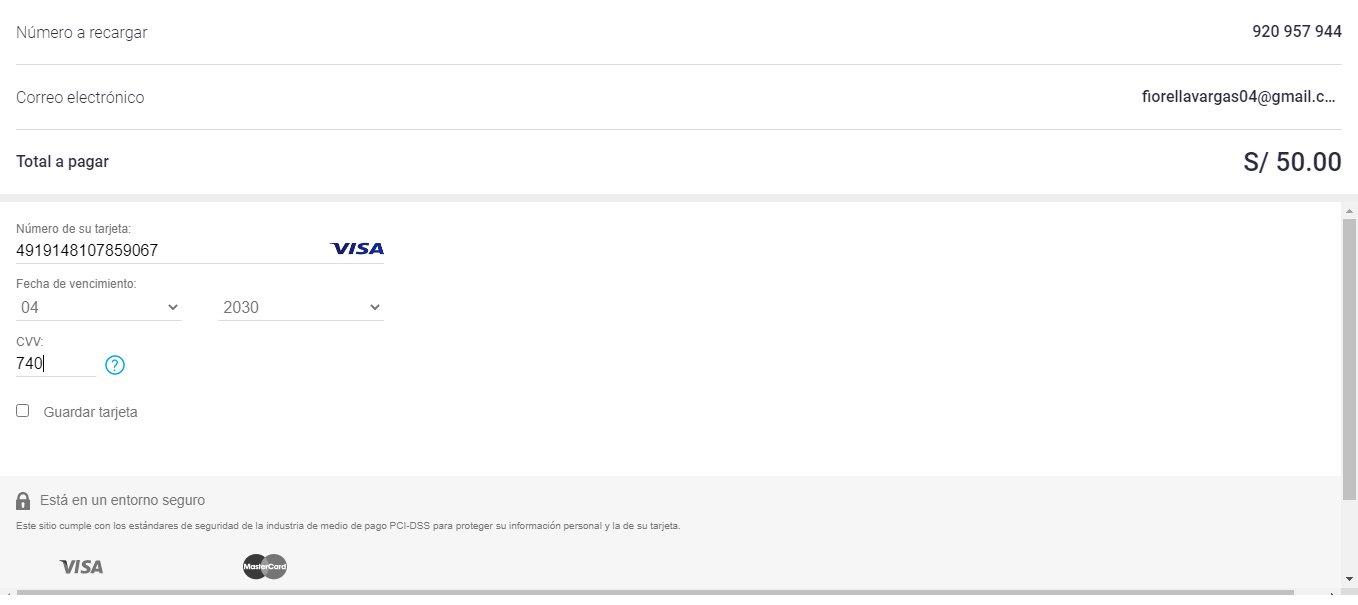 Número a recargar 920 957 944
Correo electrónico fiorellavargas04@gmail.c...
Total a pagar S/ 50.00
Número de su tarjeta:
4919148107859067 VISA
Fecha de vencimiento:
04 2030
CVV:
740 ?
Guardar tarjeta
Está en un entorno seguro
Este sitio cumple con los estándares de seguridad de la industria de medio de pago PCI-DSS para proteger su información personal y la de su tarjeta.
VISA MasterCard